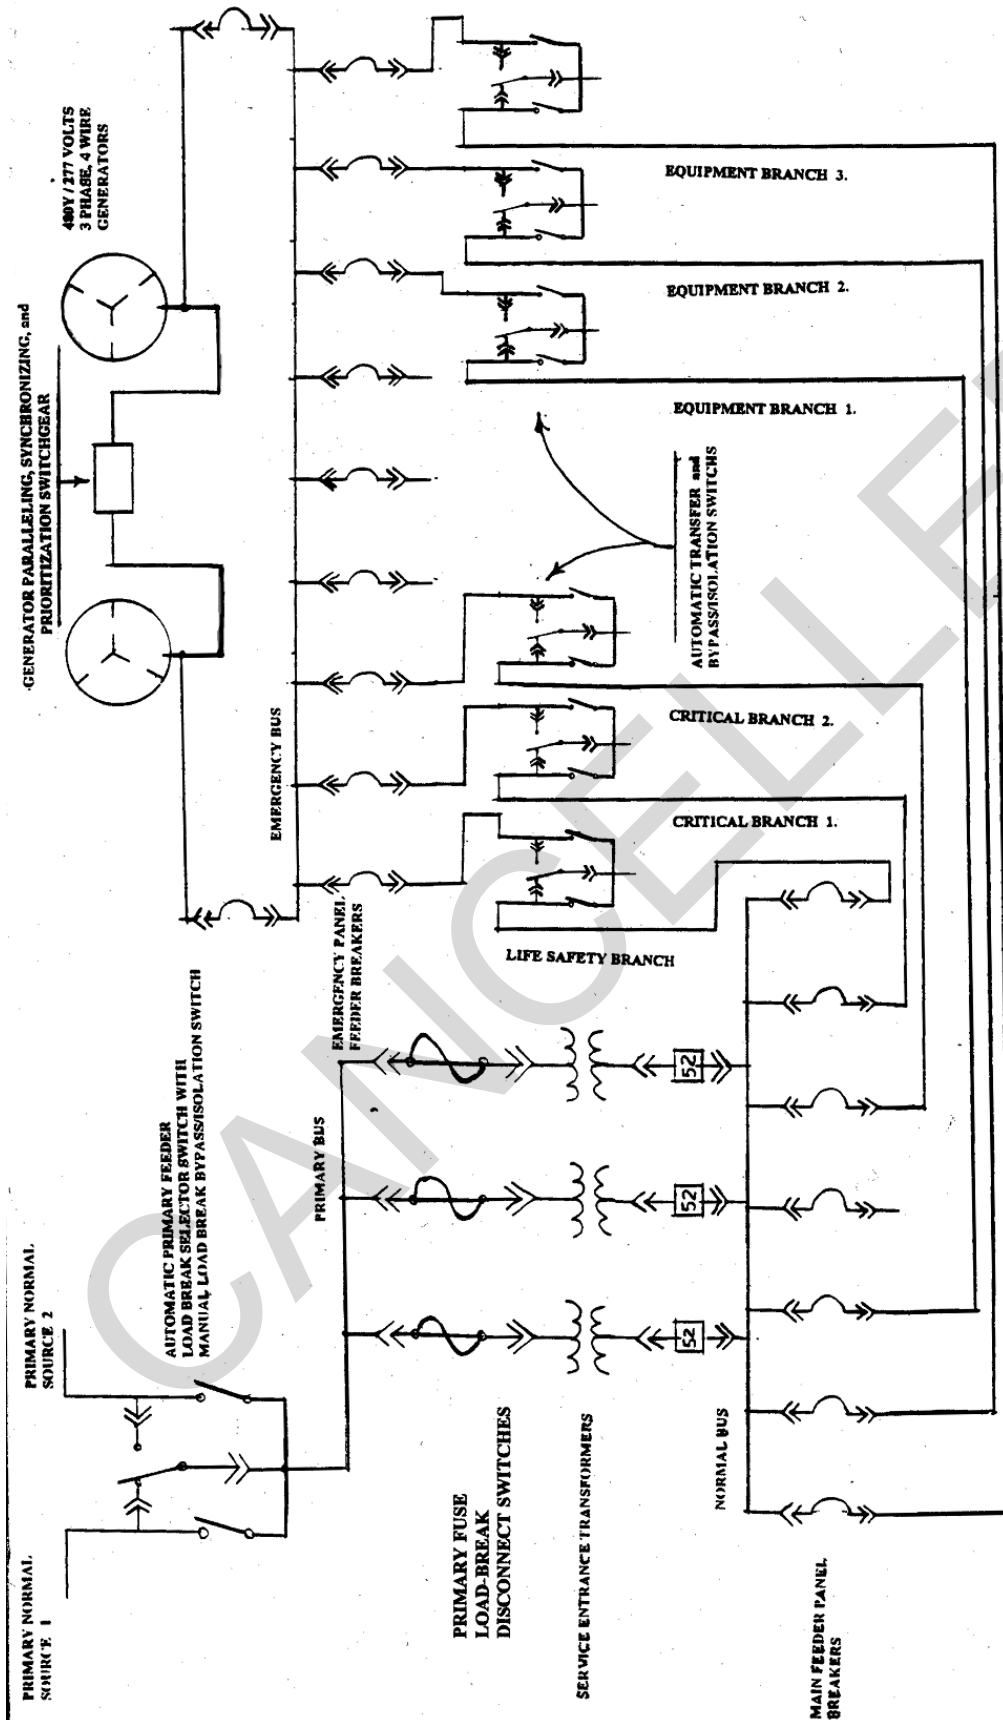 480Y / 277 VOLTS
3 PHASE, 4 WIRE
GENERATORS
GENERATOR PARALLELING, SYNCHRONIZING, and
PRIORITIZATION SWITCHGEAR
EMERGENCY BUS
EQUIPMENT BRANCH 3.
EQUIPMENT BRANCH 2.
EQUIPMENT BRANCH 1.
AUTOMATIC TRANSFER and
BYPASS/ISOLATION SWITCHS
CRITICAL BRANCH 2.
CRITICAL BRANCH 1.
LIFE SAFETY BRANCH
EMERGENCY PANEL
FEEDER BREAKERS
PRIMARY NORMAL
SOURCE 2
AUTOMATIC PRIMARY FEEDER
LOAD BREAK SELECTOR SWITCH WITH
MANUAL LOAD BREAK BYPASS/ISOLATION SWITCH
PRIMARY BUS
PRIMARY NORMAL
SOURCE 1
52
52
52
PRIMARY FUSE
LOAD-BREAK
DISCONNECT SWITCHES
SERVICE ENTRANCE TRANSFORMERS
NORMAL BUS
MAIN FEEDER PANEL
BREAKERS
CANCELLE